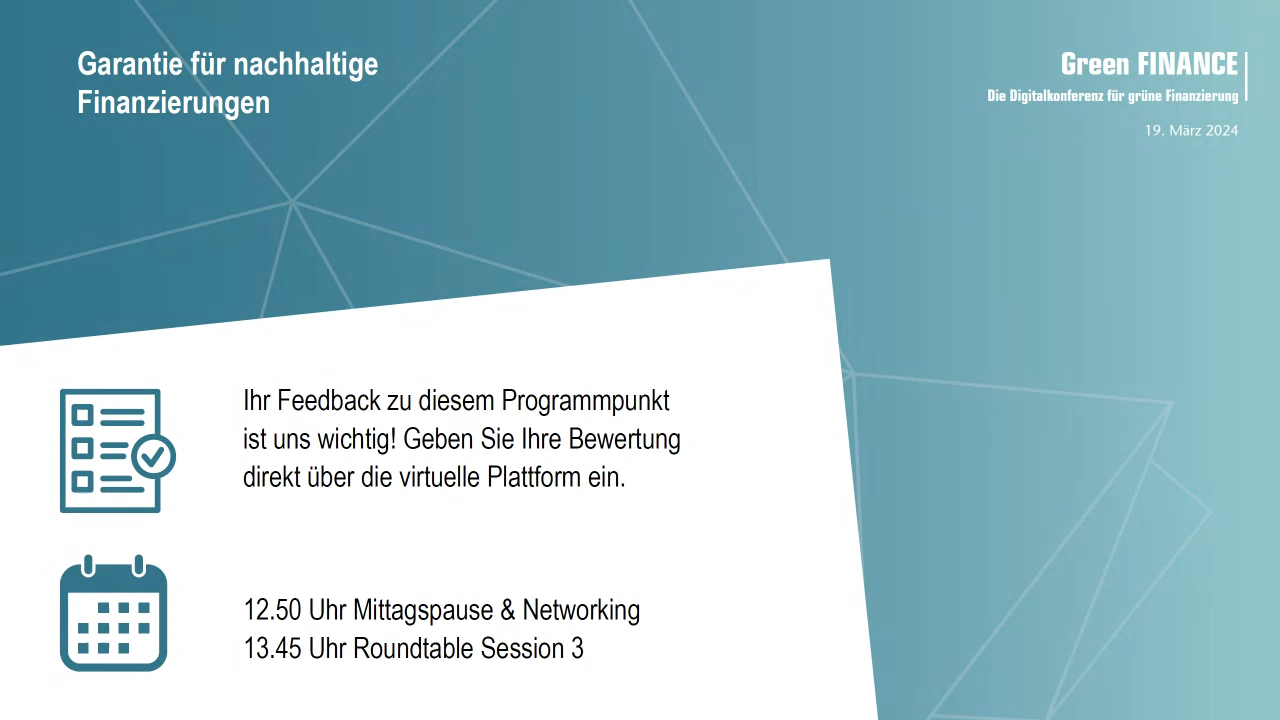 Garantie für nachhaltige
Finanzierungen
Green FINANCE
Die Digitalkonferenz für grüne Finanzierung
19. März 2024
Ihr Feedback zu diesem Programmpunkt
ist uns wichtig! Geben Sie Ihre Bewertung
direkt über die virtuelle Plattform ein.
12.50 Uhr Mittagspause & Networking
13.45 Uhr Roundtable Session 3